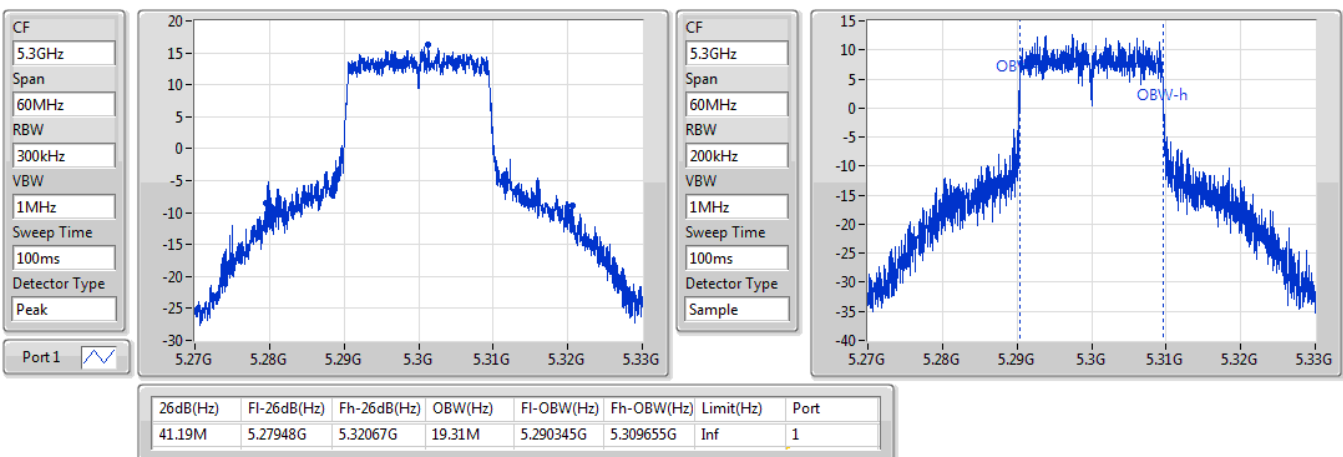 CF
5.3GHz
Span
60MHz
RBW
300kHz
VBW
1MHz
Sweep Time
100ms
Detector Type
Peak
Port 1
20
15
10
5
0
-5
-10
-15
-20
-25
-30
5.27G 5.28G 5.29G 5.3G 5.31G 5.32G 5.33G
CF
5.3GHz
Span
60MHz
RBW
200kHz
VBW
1MHz
Sweep Time
100ms
Detector Type
Sample
15
10
5
0
-5
-10
-15
-20
-25
-30
-35
-40
OBW-h
5.27G 5.28G 5.29G 5.3G 5.31G 5.32G 5.33G
26dB(Hz) Fl-26dB(Hz) Fh-26dB(Hz) OBW(Hz) Fl-OBW(Hz) Fh-OBW(Hz) Limit(Hz) Port
41.19M 5.27948G 5.32067G 19.31M 5.290345G 5.309655G Inf 1